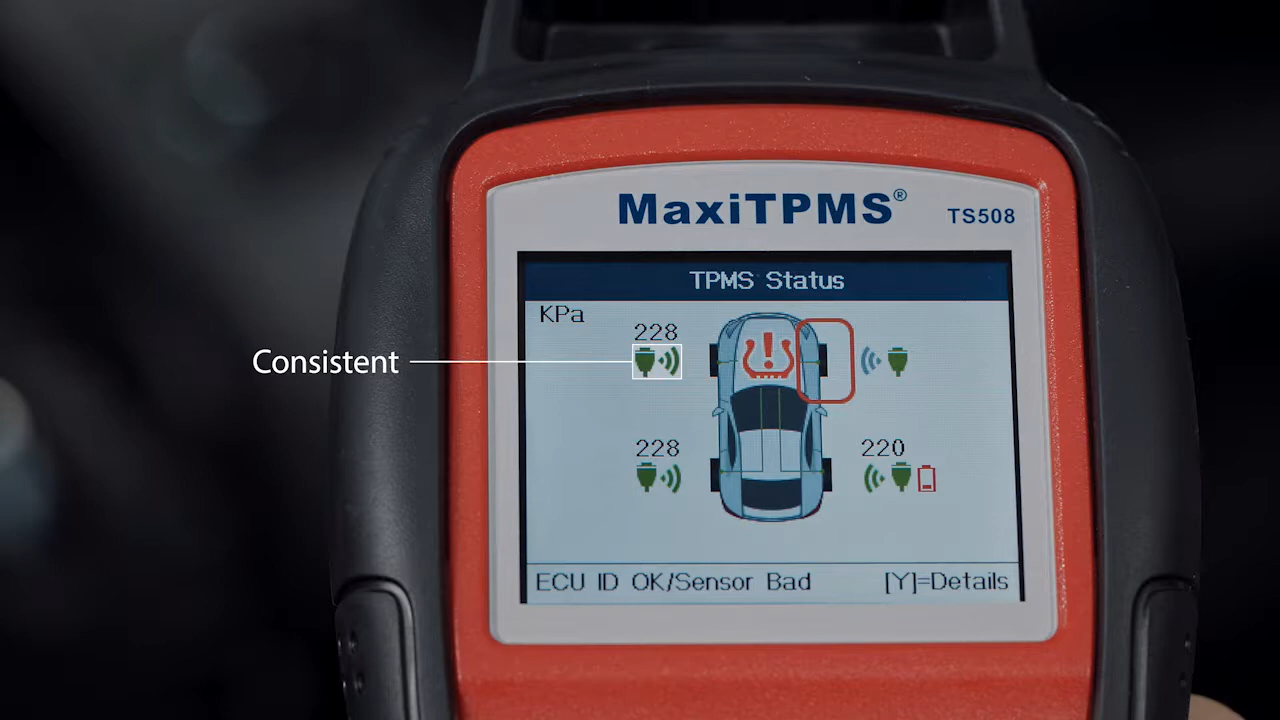 MaxiTPMS®
TS508
TPMS Status
KPa
228
Consistent
228
220
ECU ID OK/Sensor Bad
[Y]=Details